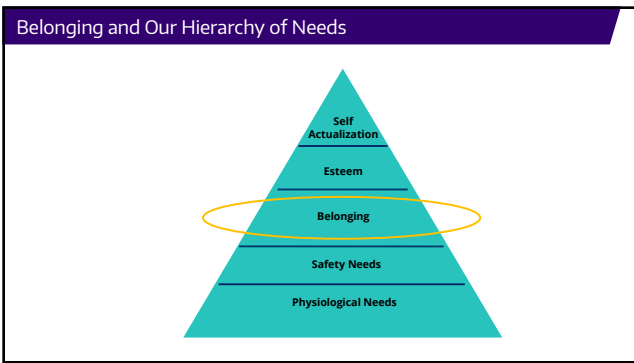 Belonging and Our Hierarchy of Needs
Self
Actualization
Esteem
Belonging
Safety Needs
Physiological Needs